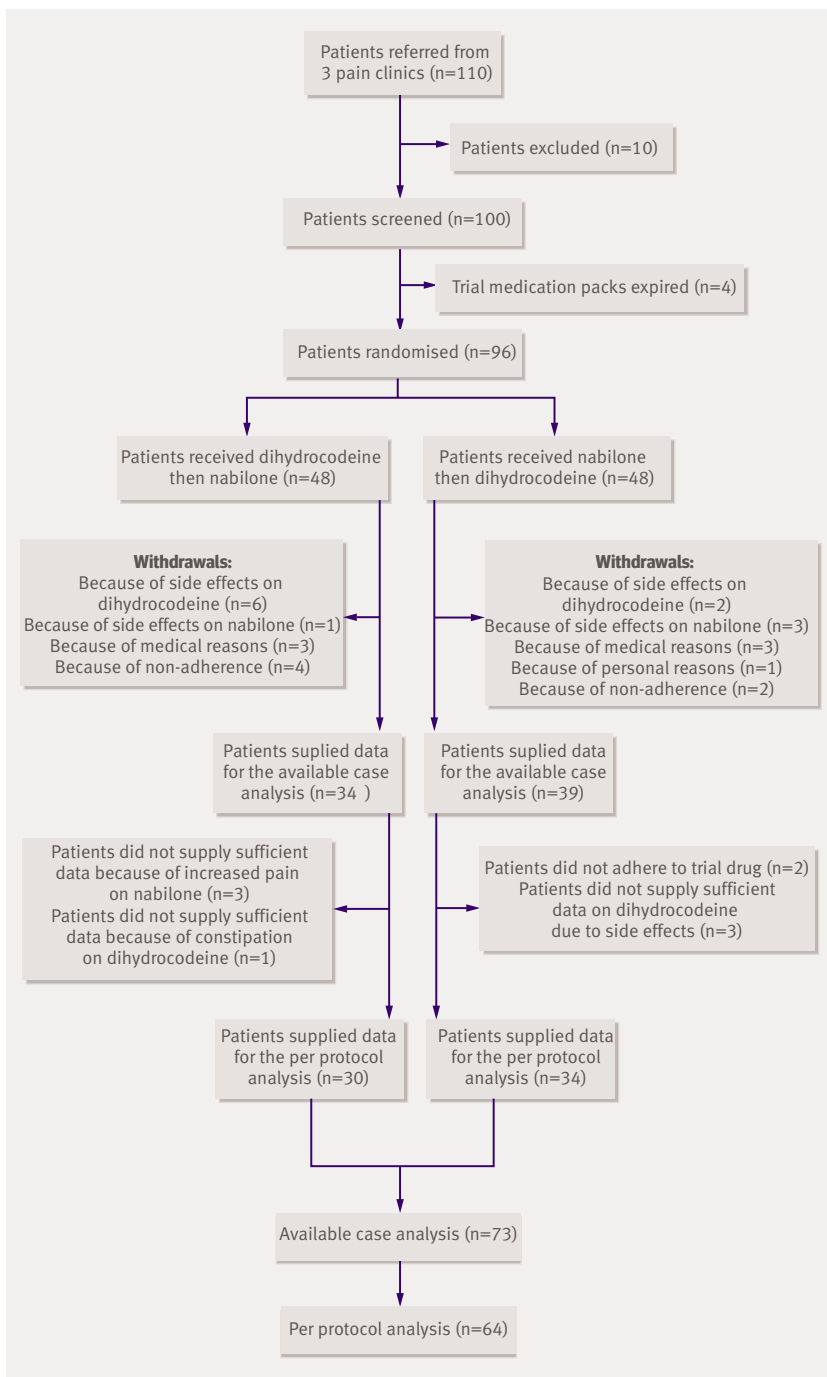 Patients referred from
3 pain clinics (n=110)
Patients excluded (n=10)
Patients screened (n=100)
Trial medication packs expired (n=4)
Patients randomised (n=96)
Patients received dihydrocodeine
then nabilone (n=48)
Patients received nabilone
then dihydrocodeine (n=48)
Withdrawals:
Because of side effects on
dihydrocodeine (n=6)
Because of side effects on nabilone (n=1)
Because of medical reasons (n=3)
Because of non-adherence (n=4)
Withdrawals:
Because of side effects on
dihydrocodeine (n=2)
Because of side effects on nabilone (n=3)
Because of medical reasons (n=3)
Because of personal reasons (n=1)
Because of non-adherence (n=2)
Patients suplied data
for the available case
analysis (n=34 )
Patients supplied data
for the available case
analysis (n=39)
Patients did not supply sufficient
data because of increased pain
on nabilone (n=3)
Patients did not supply sufficient
data because of constipation
on dihydrocodeine (n=1)
Patients did not adhere to trial drug (n=2)
Patients did not supply sufficient
data on dihydrocodeine
due to side effects (n=3)
Patients supplied data
for the per protocol
analysis (n=30)
Patients supplied data
for the per protocol
analysis (n=34)
Available case analysis (n=73)
Per protocol analysis (n=64)